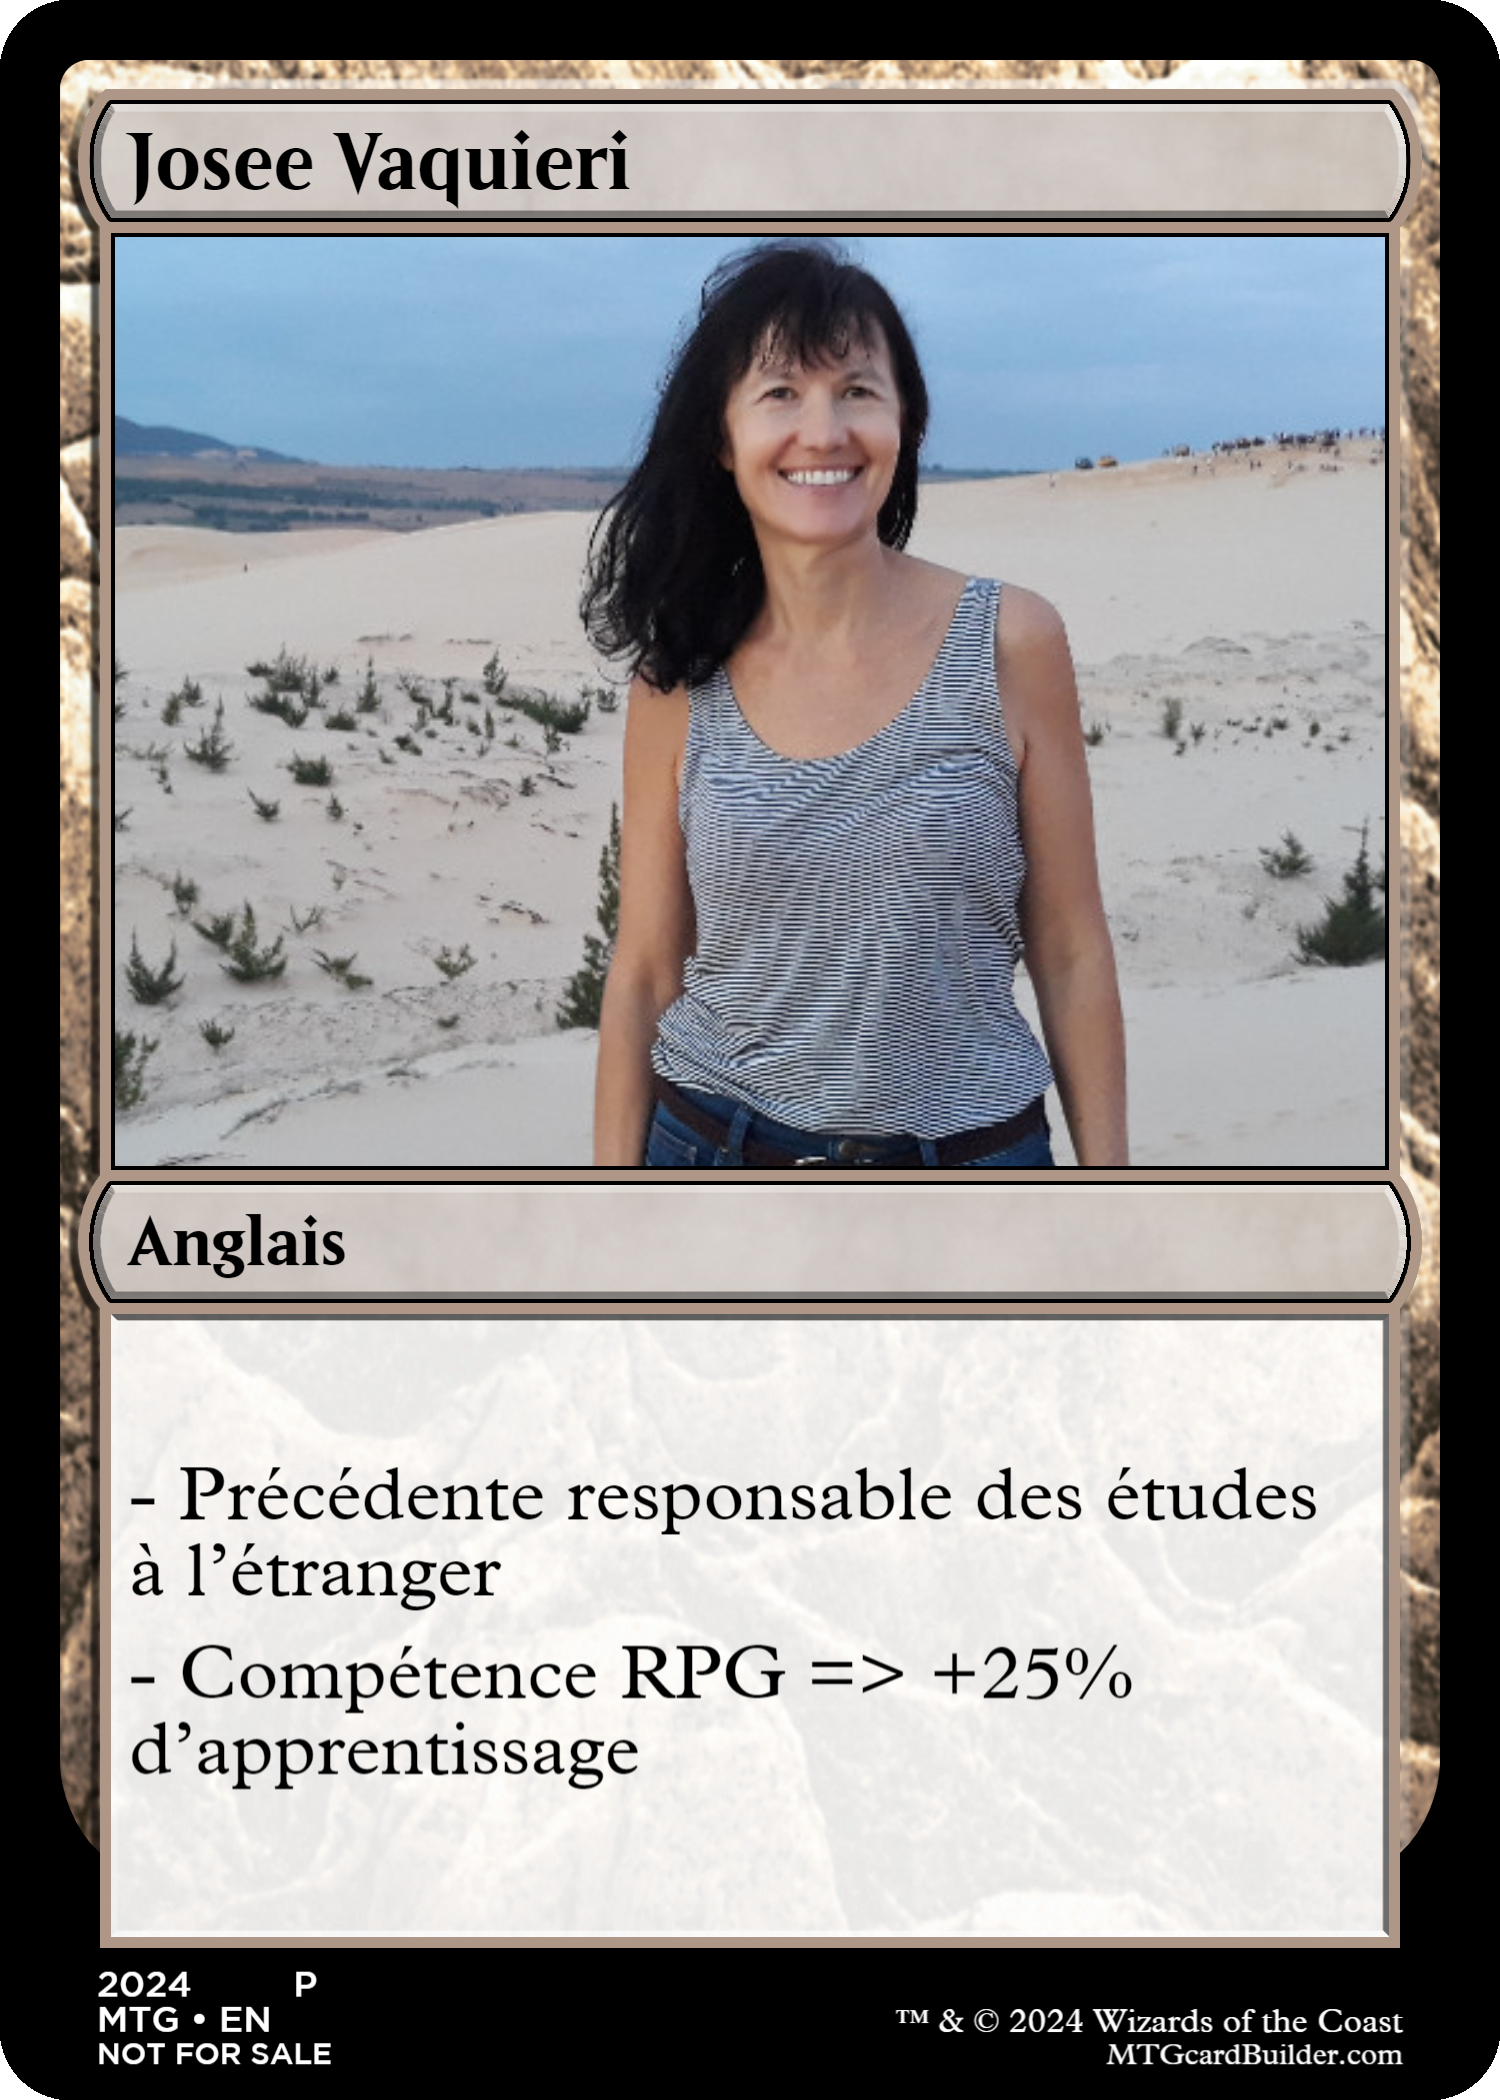 Josee Vaquieri
Anglais
- Précédente responsable des études
à l’étranger
- Compétence RPG => +25%
d’apprentissage
2024 P
MTG • EN
NOT FOR SALE
™ & © 2024 Wizards of the Coast
MTGcardBuilder.com